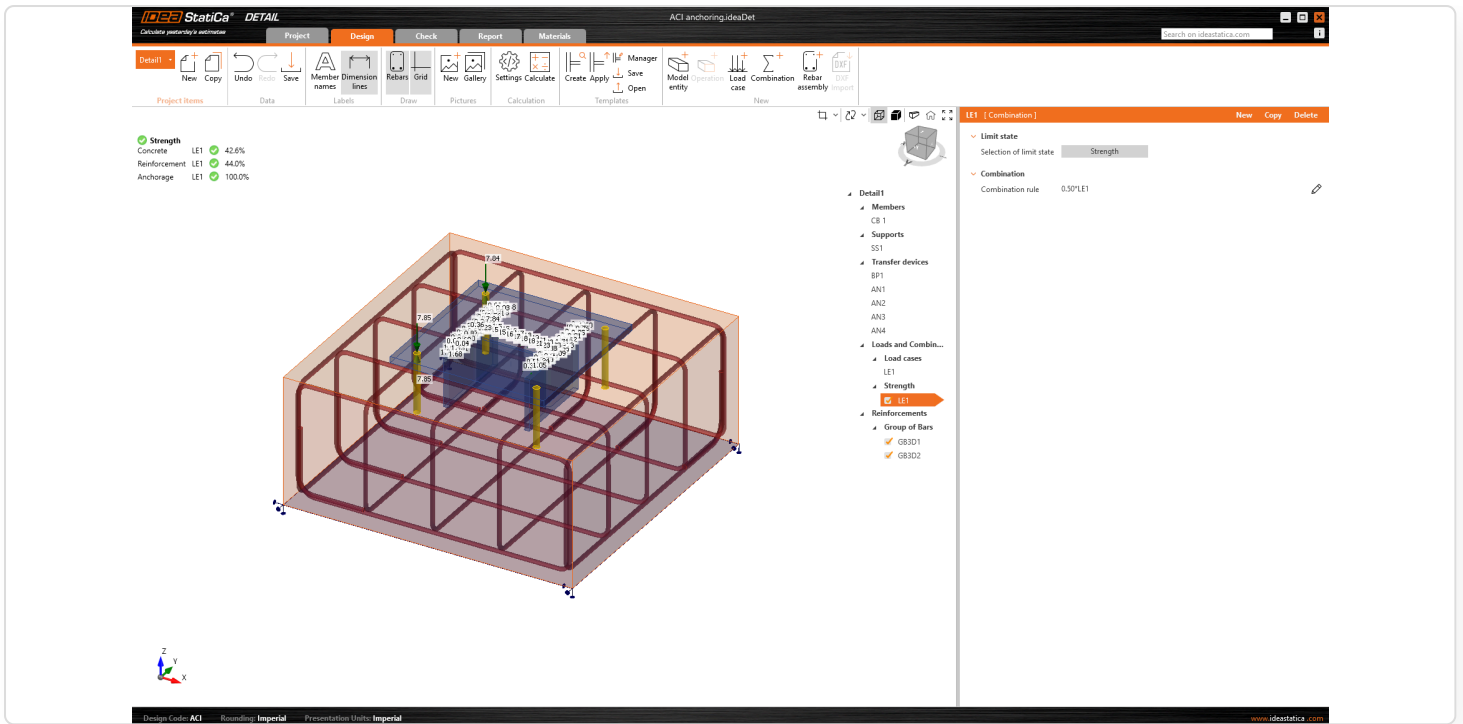 IDEA StatiCa® DETAIL
ACI anchoring.ideaDet
Calculate yesterday's estimates
Project Design Check Report Materials
Search on ideastatica.com
Detail1
New Copy
Undo Redo Save
Member names
Dimension lines
Rebars Grid
New Gallery
Settings Calculate
Create Apply
Manager
Save
Open
Model entity
Operation
Load case
Combination
Rebar assembly
DXF
DXF Import
Project Items Data Labels Draw Pictures Calculation Templates New
Strength
Concrete LE1 42.6%
Reinforcement LE1 44.0%
Anchorage LE1 100.0%
7.84
7.85
7.84
7.85
1.68
1.05
Z
Y
X
Detail1
Members
CB 1
Supports
SS1
Transfer devices
BP1
AN1
AN2
AN3
AN4
Loads and Combin...
Load cases
LE1
Strength
LE1
Reinforcements
Group of Bars
GB3D1
GB3D2
LE1 [ Combination ]
New Copy Delete
Limit state
Selection of limit state Strength
Combination
Combination rule 0.50*LE1
Design Code: ACI Rounding: Imperial Presentation Units: Imperial
www.ideastatica.com